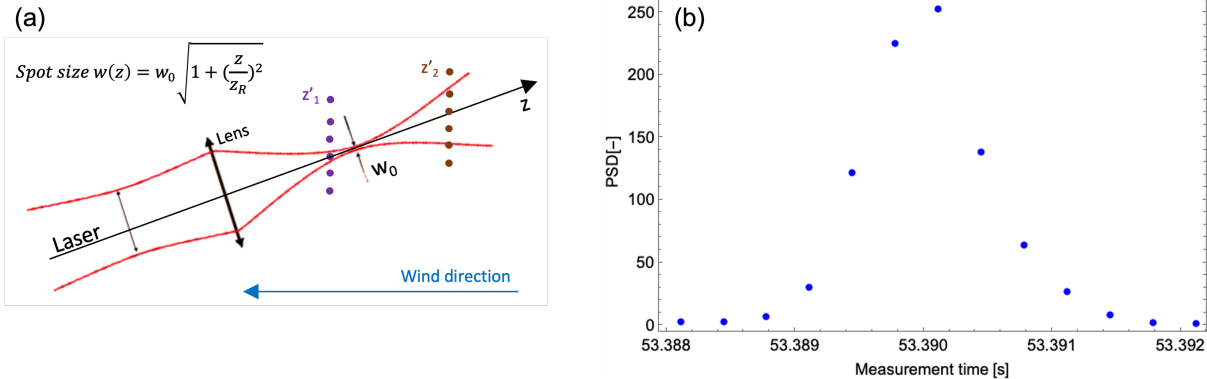 (a)
Spot size w(z) = w₀ √(1 + (z/z_R)²)
z'₂
z'₁
z
Lens
w₀
Laser
Wind direction
(b)
250
200
150
100
50
0
PSD[–]
53.388 53.389 53.390 53.391 53.392
Measurement time [s]